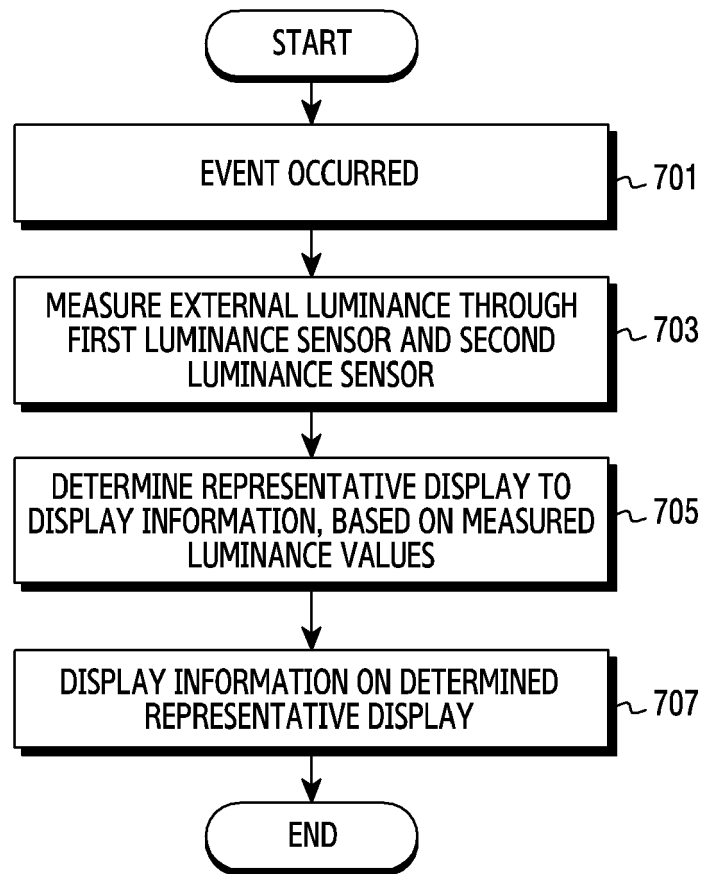 START
EVENT OCCURRED
701
MEASURE EXTERNAL LUMINANCE THROUGH
FIRST LUMINANCE SENSOR AND SECOND
LUMINANCE SENSOR
703
DETERMINE REPRESENTATIVE DISPLAY TO
DISPLAY INFORMATION, BASED ON MEASURED
LUMINANCE VALUES
705
DISPLAY INFORMATION ON DETERMINED
REPRESENTATIVE DISPLAY
707
END